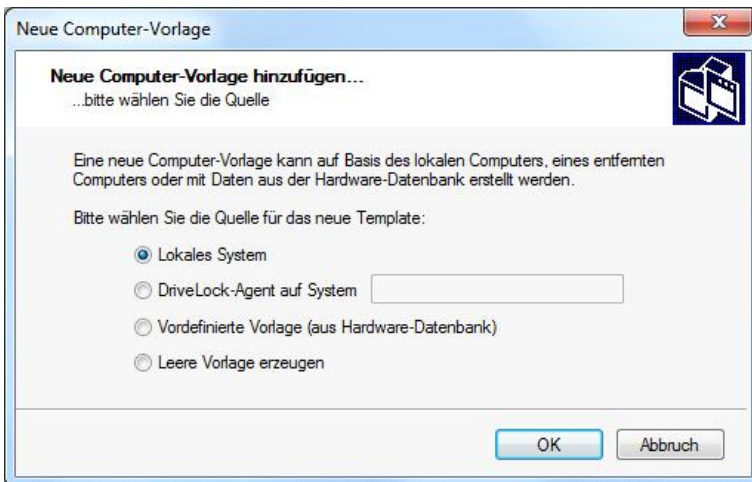 Neue Computer-Vorlage
Neue Computer-Vorlage hinzufügen...
...bitte wählen Sie die Quelle
Eine neue Computer-Vorlage kann auf Basis des lokalen Computers, eines entfernten
Computers oder mit Daten aus der Hardware-Datenbank erstellt werden.
Bitte wählen Sie die Quelle für das neue Template:
Lokales System
DriveLock-Agent auf System
Vordefinierte Vorlage (aus Hardware-Datenbank)
Leere Vorlage erzeugen
OK Abbruch